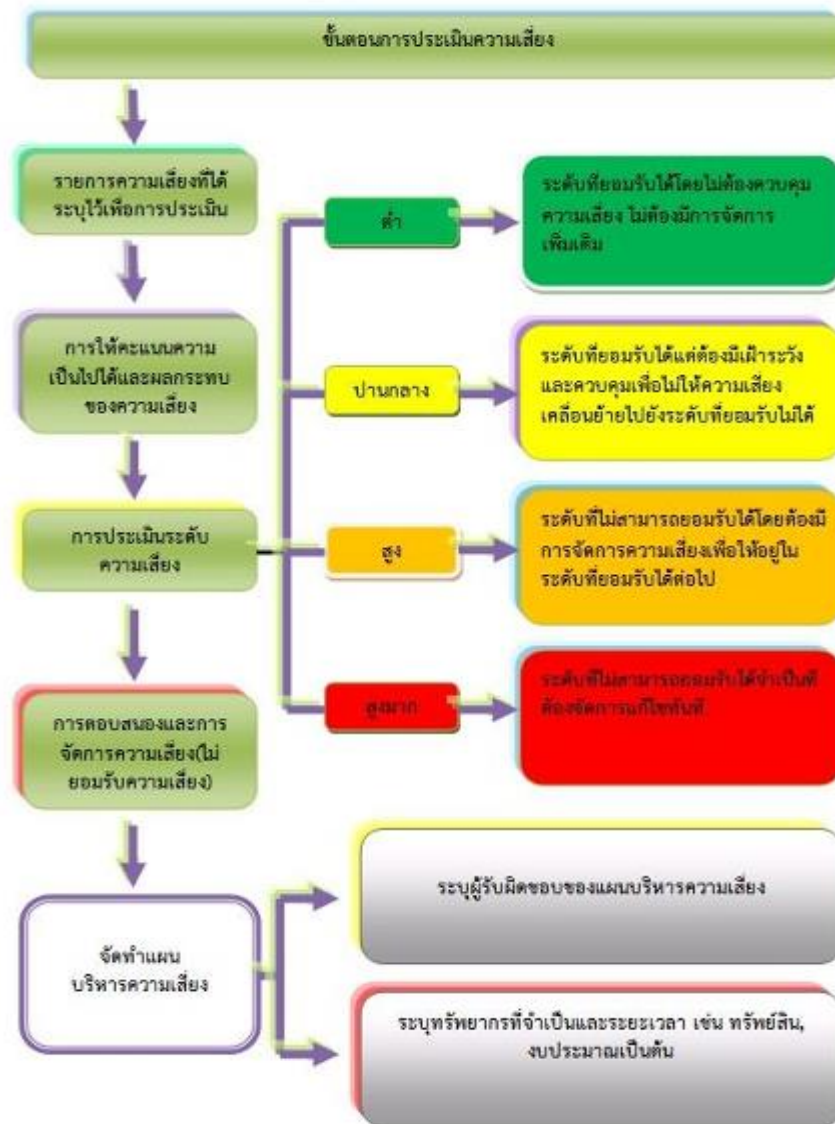 ขั้นตอนการประเมินความเสี่ยง
รายการความเสี่ยงที่ได้
ระบุไว้เพื่อการประเมิน
การให้คะแนนความ
เป็นไปได้และผลกระทบ
ของความเสี่ยง
การประเมินระดับ
ความเสี่ยง
การตอบสนองและการ
จัดการความเสี่ยง(ไม่
ยอมรับความเสี่ยง)
จัดทำแผน
บริหารความเสี่ยง
ต่ำ
ระดับที่ยอมรับได้โดยไม่ต้องควบคุม
ความเสี่ยง ไม่ต้องมีการจัดการ
เพิ่มเติม
ปานกลาง
ระดับที่ยอมรับได้แต่ต้องมีเฝ้าระวัง
และควบคุมเพื่อไม่ให้ความเสี่ยง
เคลื่อนย้ายไปยังระดับที่ยอมรับไม่ได้
สูง
ระดับที่ไม่สามารถยอมรับได้โดยต้องมี
การจัดการความเสี่ยงเพื่อให้อยู่ใน
ระดับที่ยอมรับได้ต่อไป
สูงมาก
ระดับที่ไม่สามารถยอมรับได้จำเป็นที่
ต้องจัดการแก้ไขทันที
ระบุผู้รับผิดชอบของแผนบริหารความเสี่ยง
ระบุทรัพยากรที่จำเป็นและระยะเวลา เช่น ทรัพย์สิน,
งบประมาณเป็นต้น